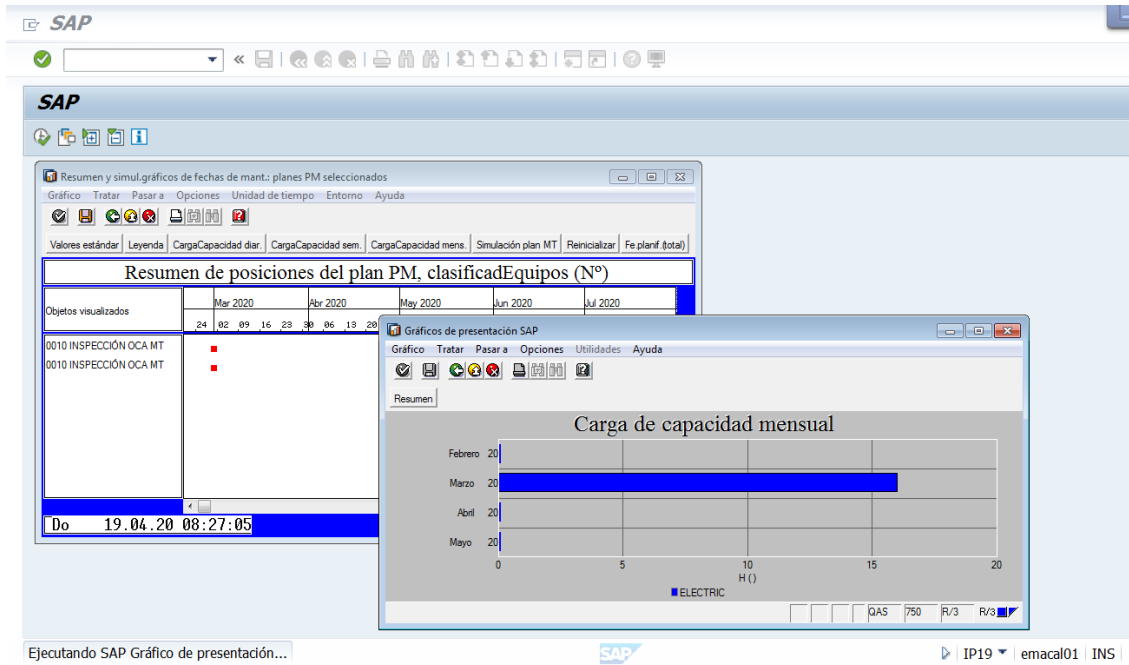 SAP
SAP
Resumen y simul.gráficos de fechas de mant.: planes PM seleccionados
Gráfico Tratar Pasar a Opciones Unidad de tiempo Entorno Ayuda
Valores estándar Leyenda CargaCapacidad diar. CargaCapacidad sem. CargaCapacidad mens. Simulación plan MT Reinicializar Fe.planif.(total)
Resumen de posiciones del plan PM, clasificadEquipos (Nº)
Objetos visualizados
Mar 2020 Abr 2020 May 2020 Jun 2020 Jul 2020
24 02 09 16 23 30 06 13 20
0010 INSPECCIÓN OCA MT
0010 INSPECCIÓN OCA MT
Do 19.04.20 08:27:05
Gráficos de presentación SAP
Gráfico Tratar Pasar a Opciones Utilidades Ayuda
Resumen
Carga de capacidad mensual
Febrero 20
Marzo 20
Abril 20
Mayo 20
0 5 10 15 20
H ()
ELECTRIC
QAS 750 R/3 R/3
Ejecutando SAP Gráfico de presentación...
SAP
IP19 emacal01 INS